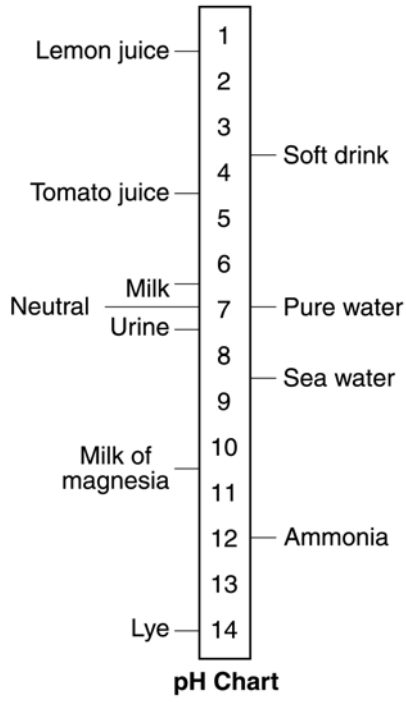 1
Lemon juice
2
3
Soft drink
4
Tomato juice
5
6
Milk
Neutral
7
Pure water
Urine
8
Sea water
9
10
Milk of
magnesia
11
12
Ammonia
13
Lye
14
pH Chart